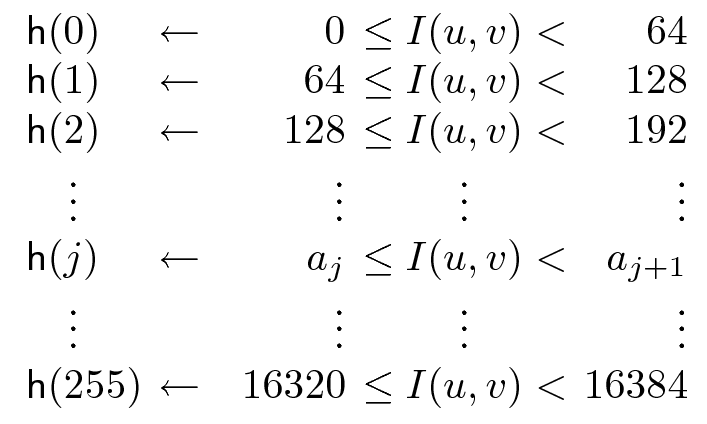 h(0) ← 0 ≤ I(u, v) < 64
h(1) ← 64 ≤ I(u, v) < 128
h(2) ← 128 ≤ I(u, v) < 192
⋮ ⋮ ⋮ ⋮
h(j) ← a_j ≤ I(u, v) < a_{j+1}
⋮ ⋮ ⋮ ⋮
h(255) ← 16320 ≤ I(u, v) < 16384